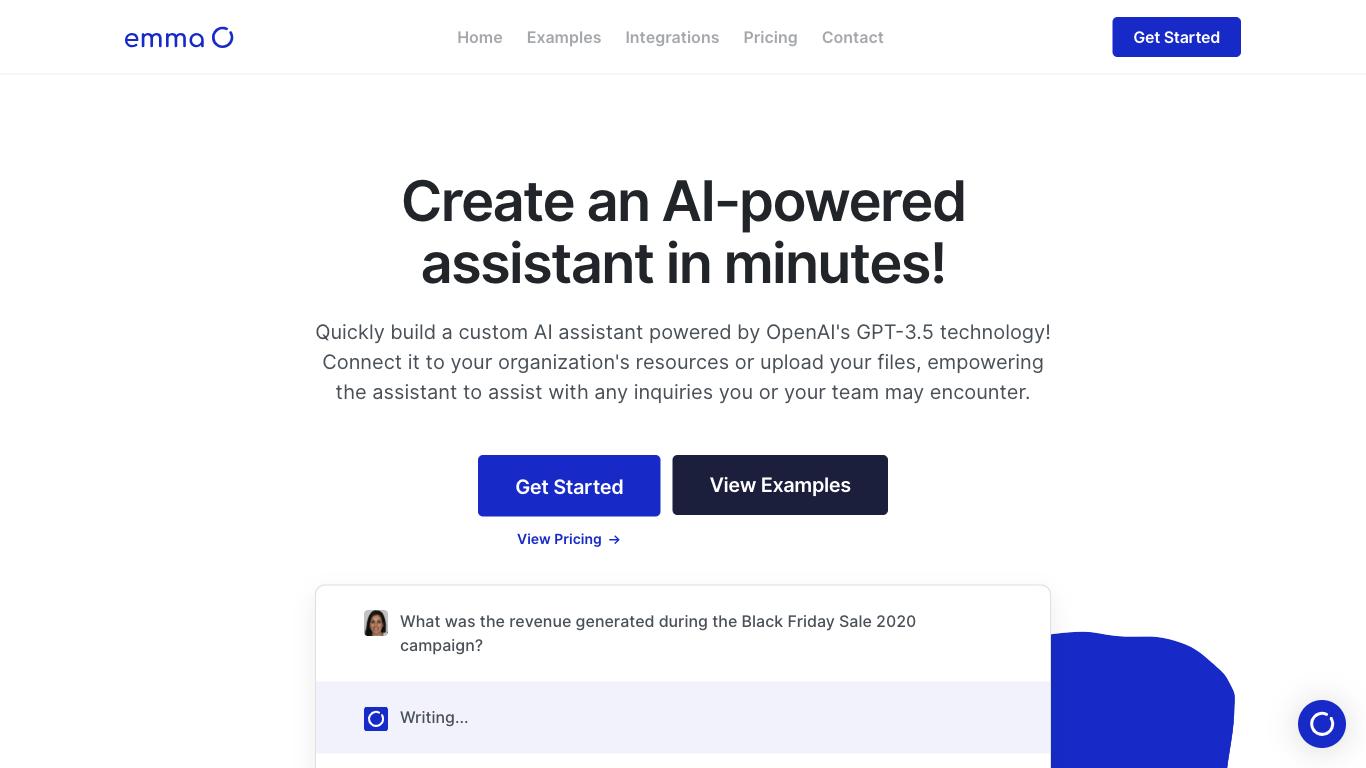 emma
Home
Examples
Integrations
Pricing
Contact
Get Started
Create an AI-powered
assistant in minutes!
Quickly build a custom AI assistant powered by OpenAI's GPT-3.5 technology!
Connect it to your organization's resources or upload your files, empowering
the assistant to assist with any inquiries you or your team may encounter.
Get Started
View Examples
View Pricing →
What was the revenue generated during the Black Friday Sale 2020
campaign?
Writing...